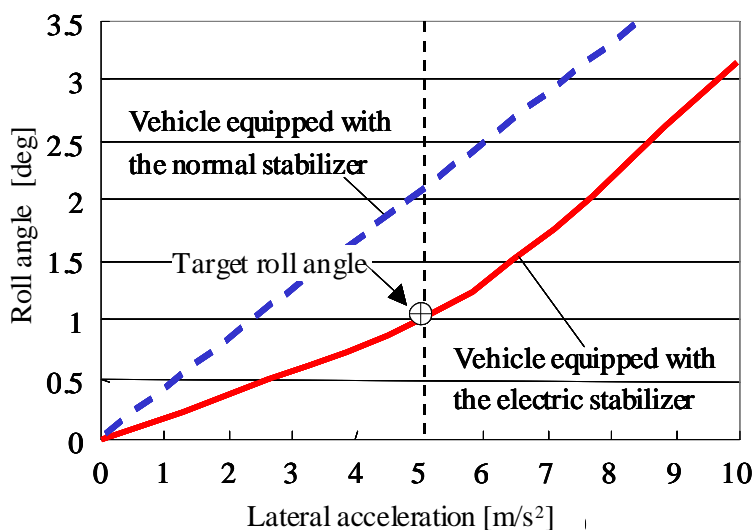 3.5
3
2.5
2
1.5
1
0.5
0
Roll angle [deg]
Vehicle equipped with
the normal stabilizer
Target roll angle
Vehicle equipped with
the electric stabilizer
0 1 2 3 4 5 6 7 8 9 10
Lateral acceleration [m/s²]